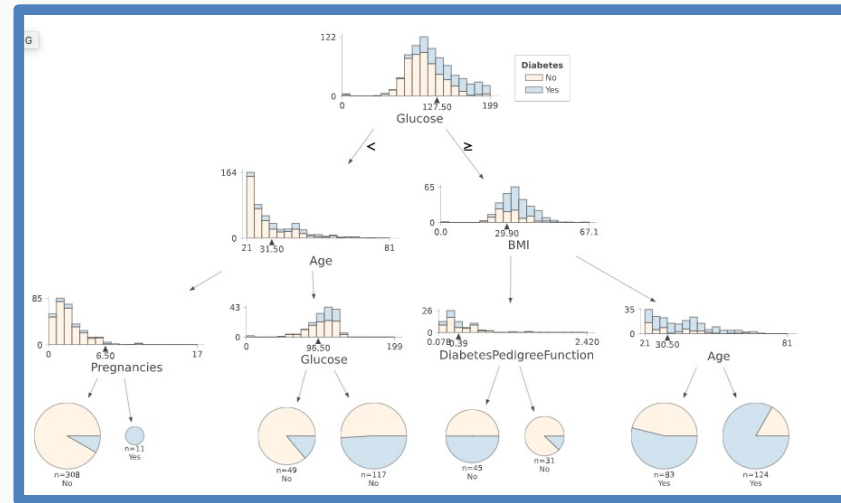 G
122
0
0
127.50
199
Glucose
Diabetes
No
Yes
<
≥
164
0
21
31.50
81
Age
65
0
0.0
29.90
67.1
BMI
85
0
0
6.50
17
Pregnancies
43
0
0
96.50
199
Glucose
26
0
0.078
0.39
2.420
DiabetesPedigreeFunction
35
0
21
30.50
81
Age
n=308
No
n=11
Yes
n=49
No
n=117
No
n=45
No
n=31
No
n=83
Yes
n=124
Yes